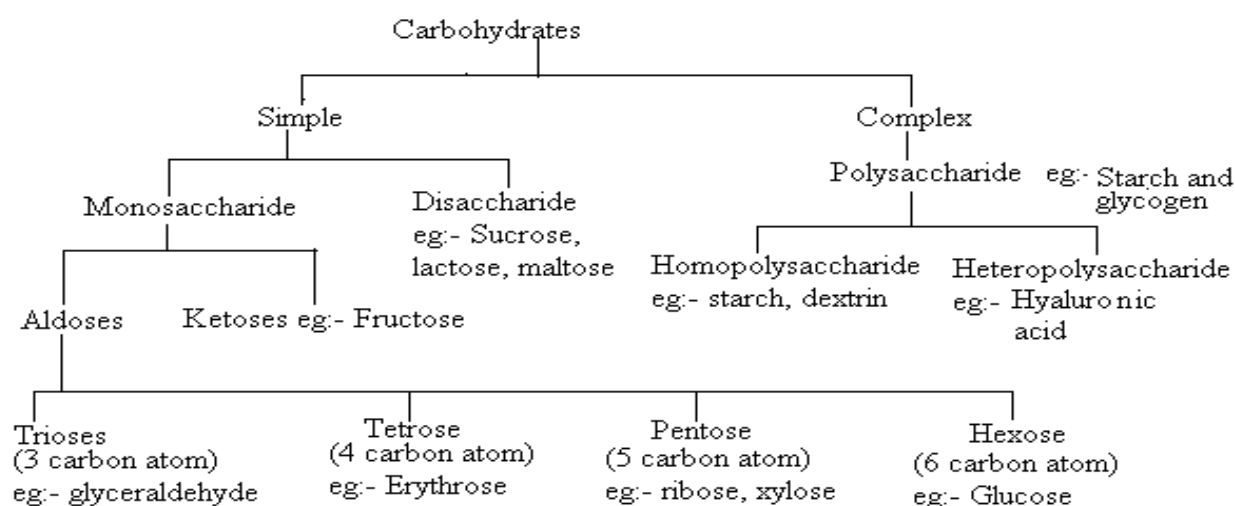 Carbohydrates
Simple
Complex
Monosaccharide
Disaccharide
eg:- Sucrose,
lactose, maltose
Polysaccharide eg:- Starch and
glycogen
Homopolysaccharide
eg:- starch, dextrin
Heteropolysaccharide
eg:- Hyaluronic
acid
Aldoses
Ketoses eg:- Fructose
Trioses
(3 carbon atom)
eg:- glyceraldehyde
Tetrose
(4 carbon atom)
eg:- Erythrose
Pentose
(5 carbon atom)
eg:- ribose, xylose
Hexose
(6 carbon atom)
eg:- Glucose